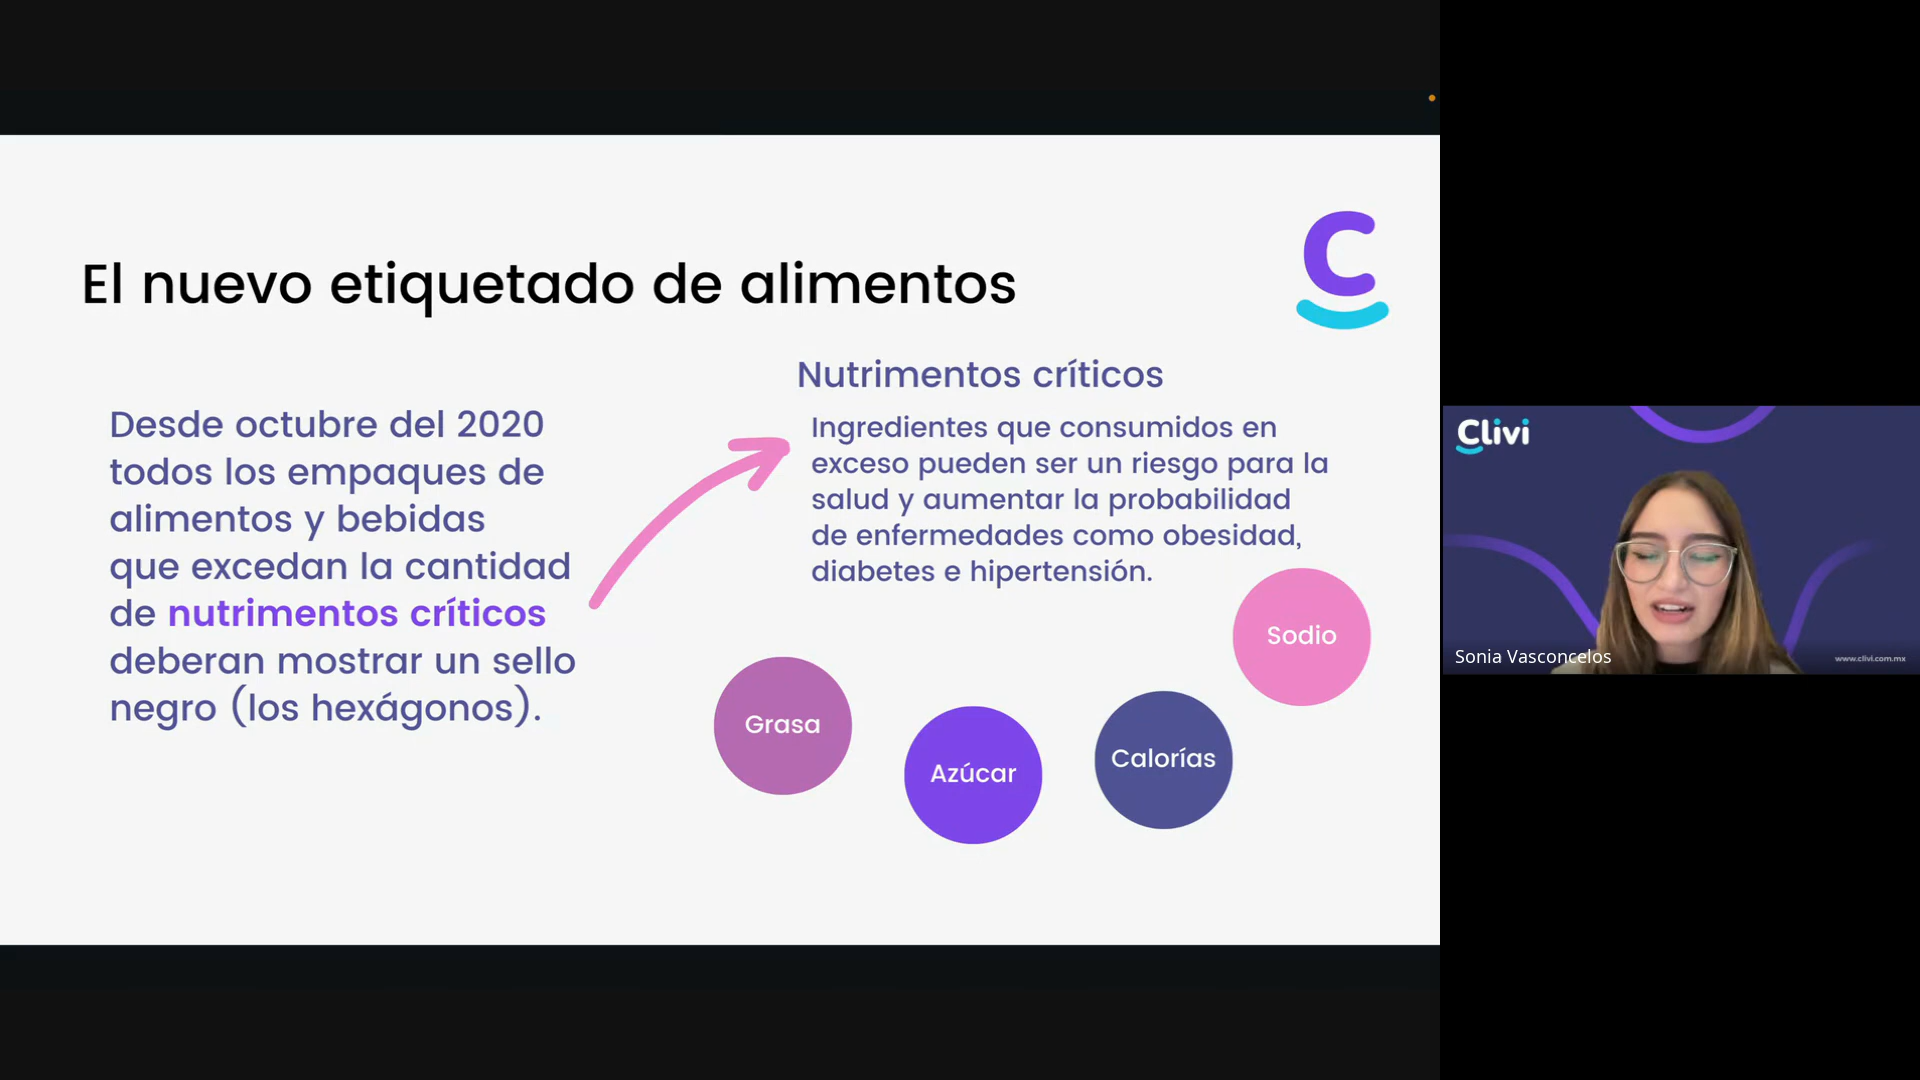 El nuevo etiquetado de alimentos
C
Desde octubre del 2020
todos los empaques de
alimentos y bebidas
que excedan la cantidad
de nutrimentos críticos
deberan mostrar un sello
negro (los hexágonos).
Nutrimentos críticos
Ingredientes que consumidos en
exceso pueden ser un riesgo para la
salud y aumentar la probabilidad
de enfermedades como obesidad,
diabetes e hipertensión.
Grasa
Azúcar
Calorías
Sodio
Clivi
Sonia Vasconcelos
www.clivi.com.mx